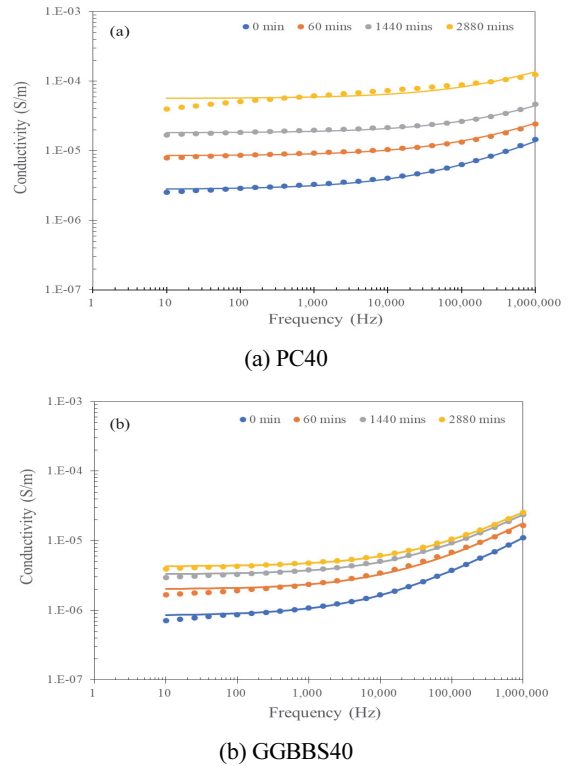 1.E-03
(a)
0 min 60 mins 1440 mins 2880 mins
1.E-04
1.E-05
1.E-06
1.E-07
Conductivity (S/m)
1 10 100 1,000 10,000 100,000 1,000,000
Frequency (Hz)
(a) PC40
1.E-03
(b)
0 min 60 mins 1440 mins 2880 mins
1.E-04
1.E-05
1.E-06
1.E-07
Conductivity (S/m)
1 10 100 1,000 10,000 100,000 1,000,000
Frequency (Hz)
(b) GGBBS40